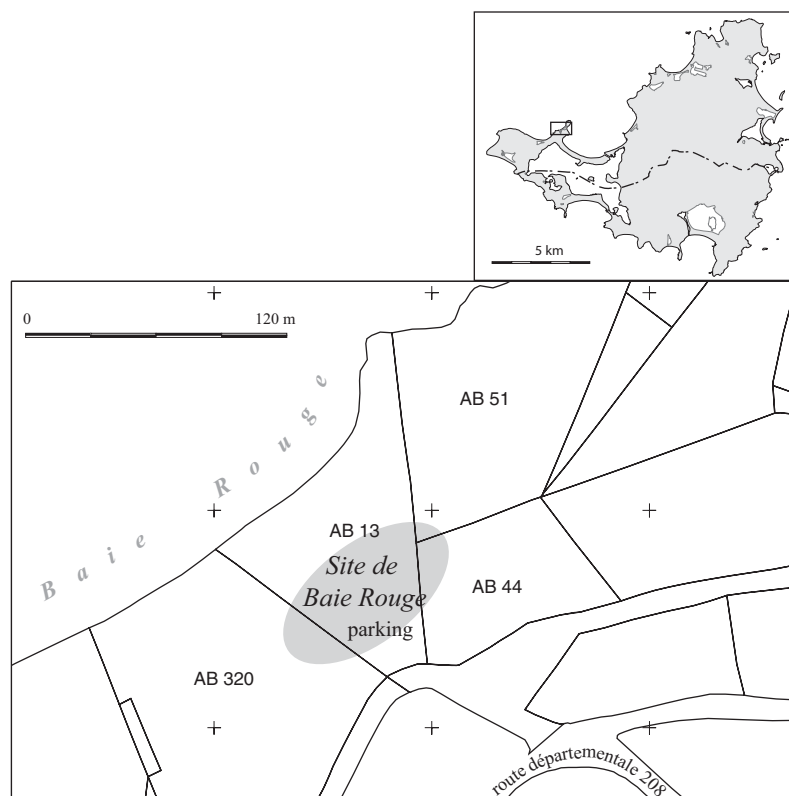 5 km
0 120 m
AB 51
Baie Rouge
AB 13
Site de
Baie Rouge
parking
AB 44
AB 320
route départementale 208